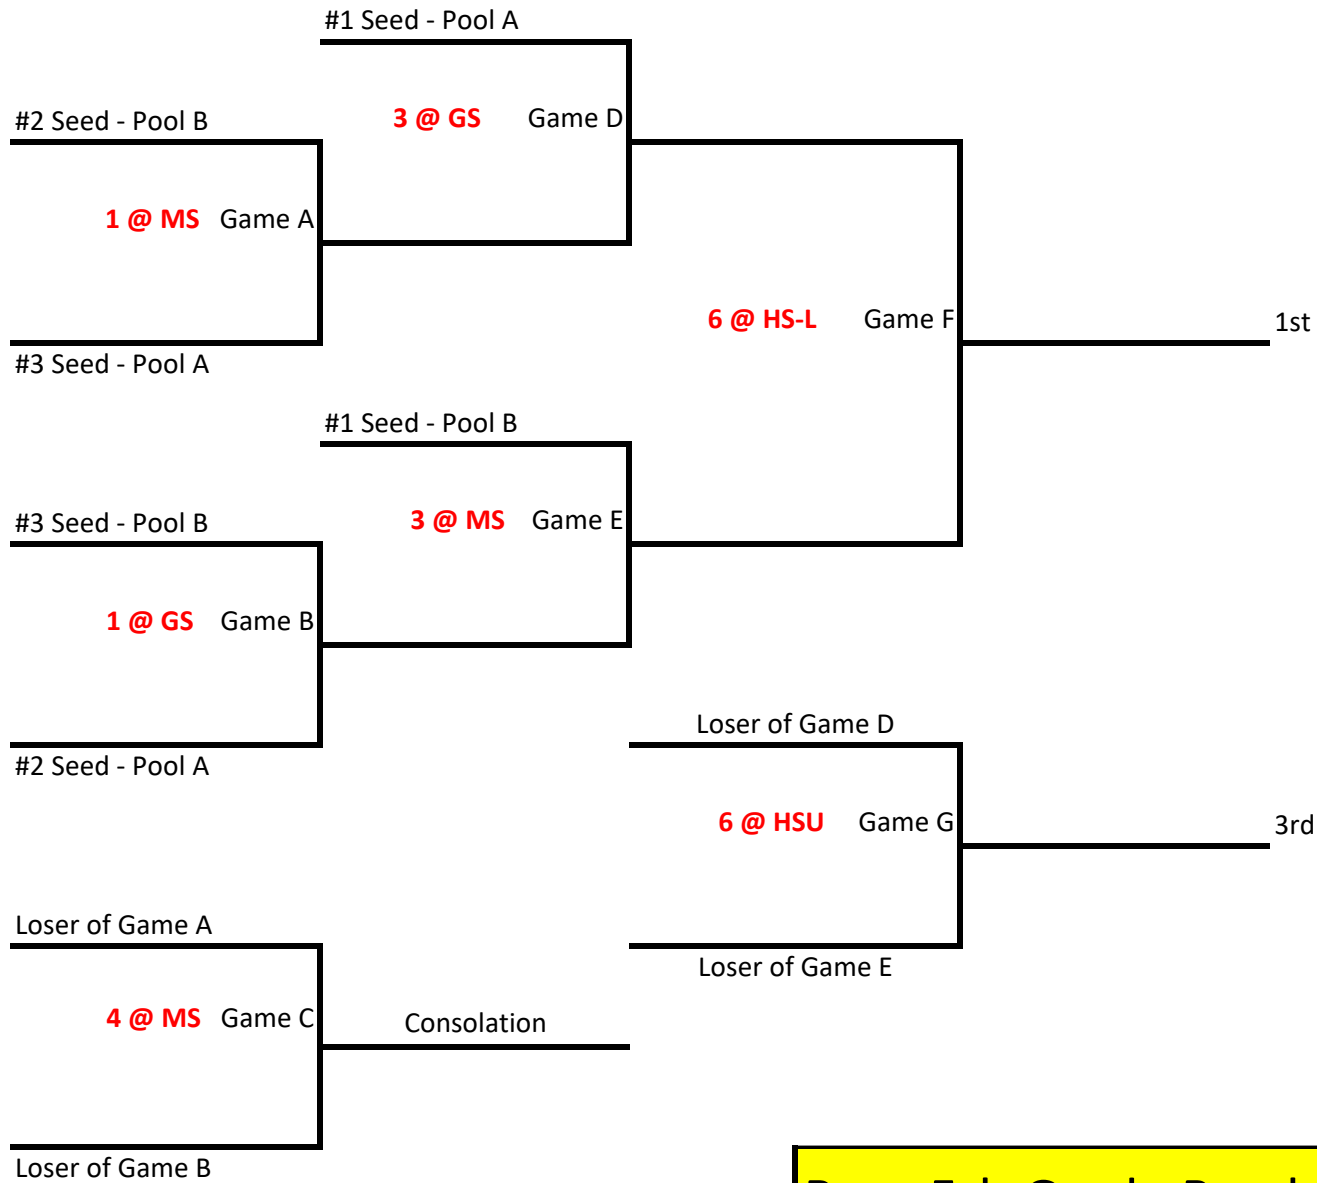 #1 Seed - Pool A
#2 Seed - Pool B
3 @ GS Game D
1 @ MS Game A
6 @ HS-L Game F
1st
#3 Seed - Pool A
#1 Seed - Pool B
#3 Seed - Pool B
3 @ MS Game E
1 @ GS Game B
Loser of Game D
#2 Seed - Pool A
6 @ HSU Game G
3rd
Loser of Game A
Loser of Game E
4 @ MS Game C
Consolation
Loser of Game B